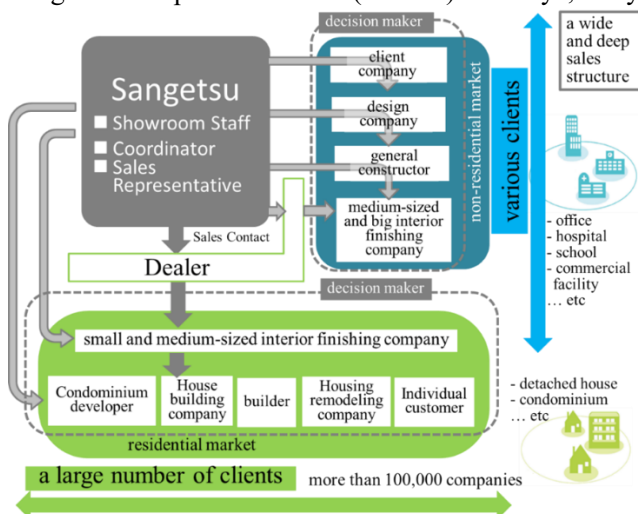 decision maker
client
company
design
company
general
constructor
medium-sized
and big interior
finishing
company
non-residential market
various clients
a wide
and deep
sales
structure
Sangetsu
Showroom Staff
Coordinator
Sales
Representative
Sales Contact
Dealer
- office
- hospital
- school
- commercial
facility
... etc
decision maker
small and medium-sized interior finishing company
Condominium
developer
House
building
company
builder
Housing
remodeling
company
Individual
customer
residential market
- detached house
- condominium
... etc
a large number of clients
more than 100,000 companies